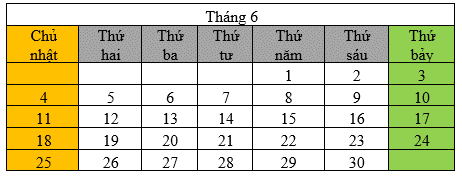 Tháng 6
Chủ nhật Thứ hai Thứ ba Thứ tư Thứ năm Thứ sáu Thứ bảy
1 2 3
4 5 6 7 8 9 10
11 12 13 14 15 16 17
18 19 20 21 22 23 24
25 26 27 28 29 30